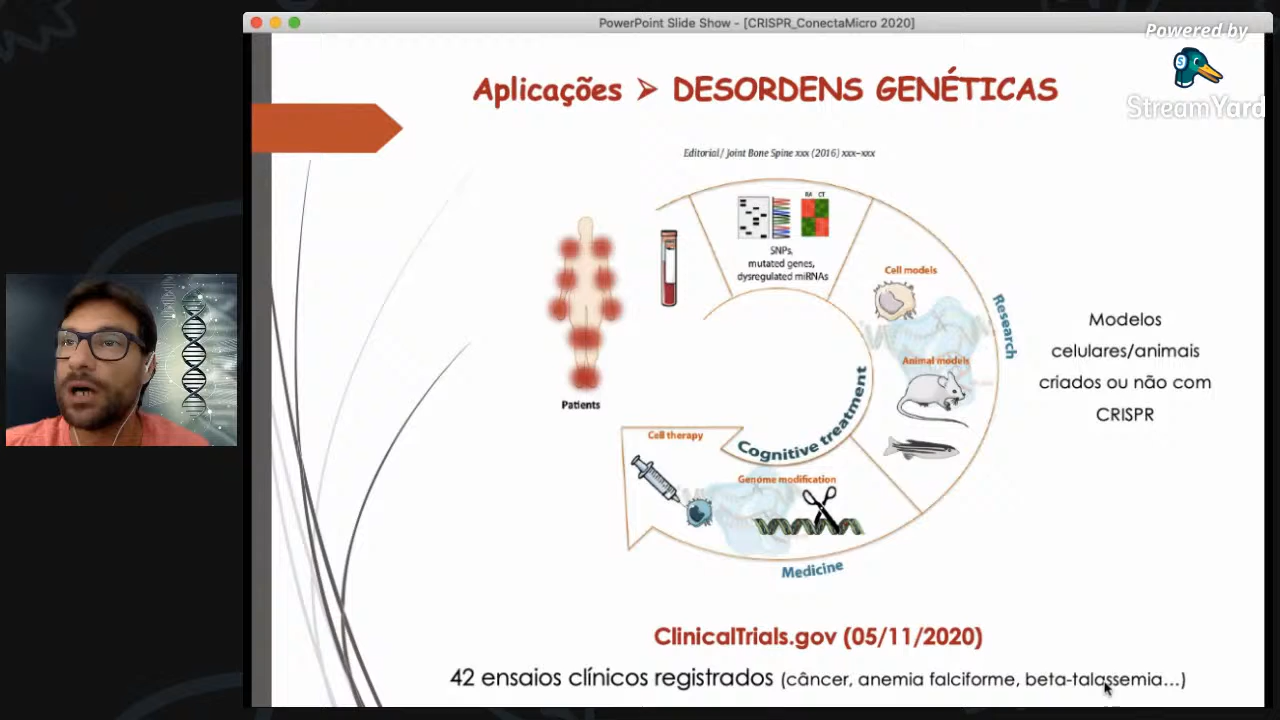 PowerPoint Slide Show - [CRISPR_ConectaMicro 2020]
Powered by
StreamYard
Aplicações ➢ DESORDENS GENÉTICAS
Editorial / Joint Bone Spine xxx (2016) xxx–xxx
RA CT
SNPs,
mutated genes,
dysregulated miRNAs
Cell models
Research
Animal models
Patients
Cognitive treatment
Cell therapy
Genome modification
Medicine
Modelos
celulares/animais
criados ou não com
CRISPR
ClinicalTrials.gov (05/11/2020)
42 ensaios clínicos registrados (câncer, anemia falciforme, beta-talassemia...)